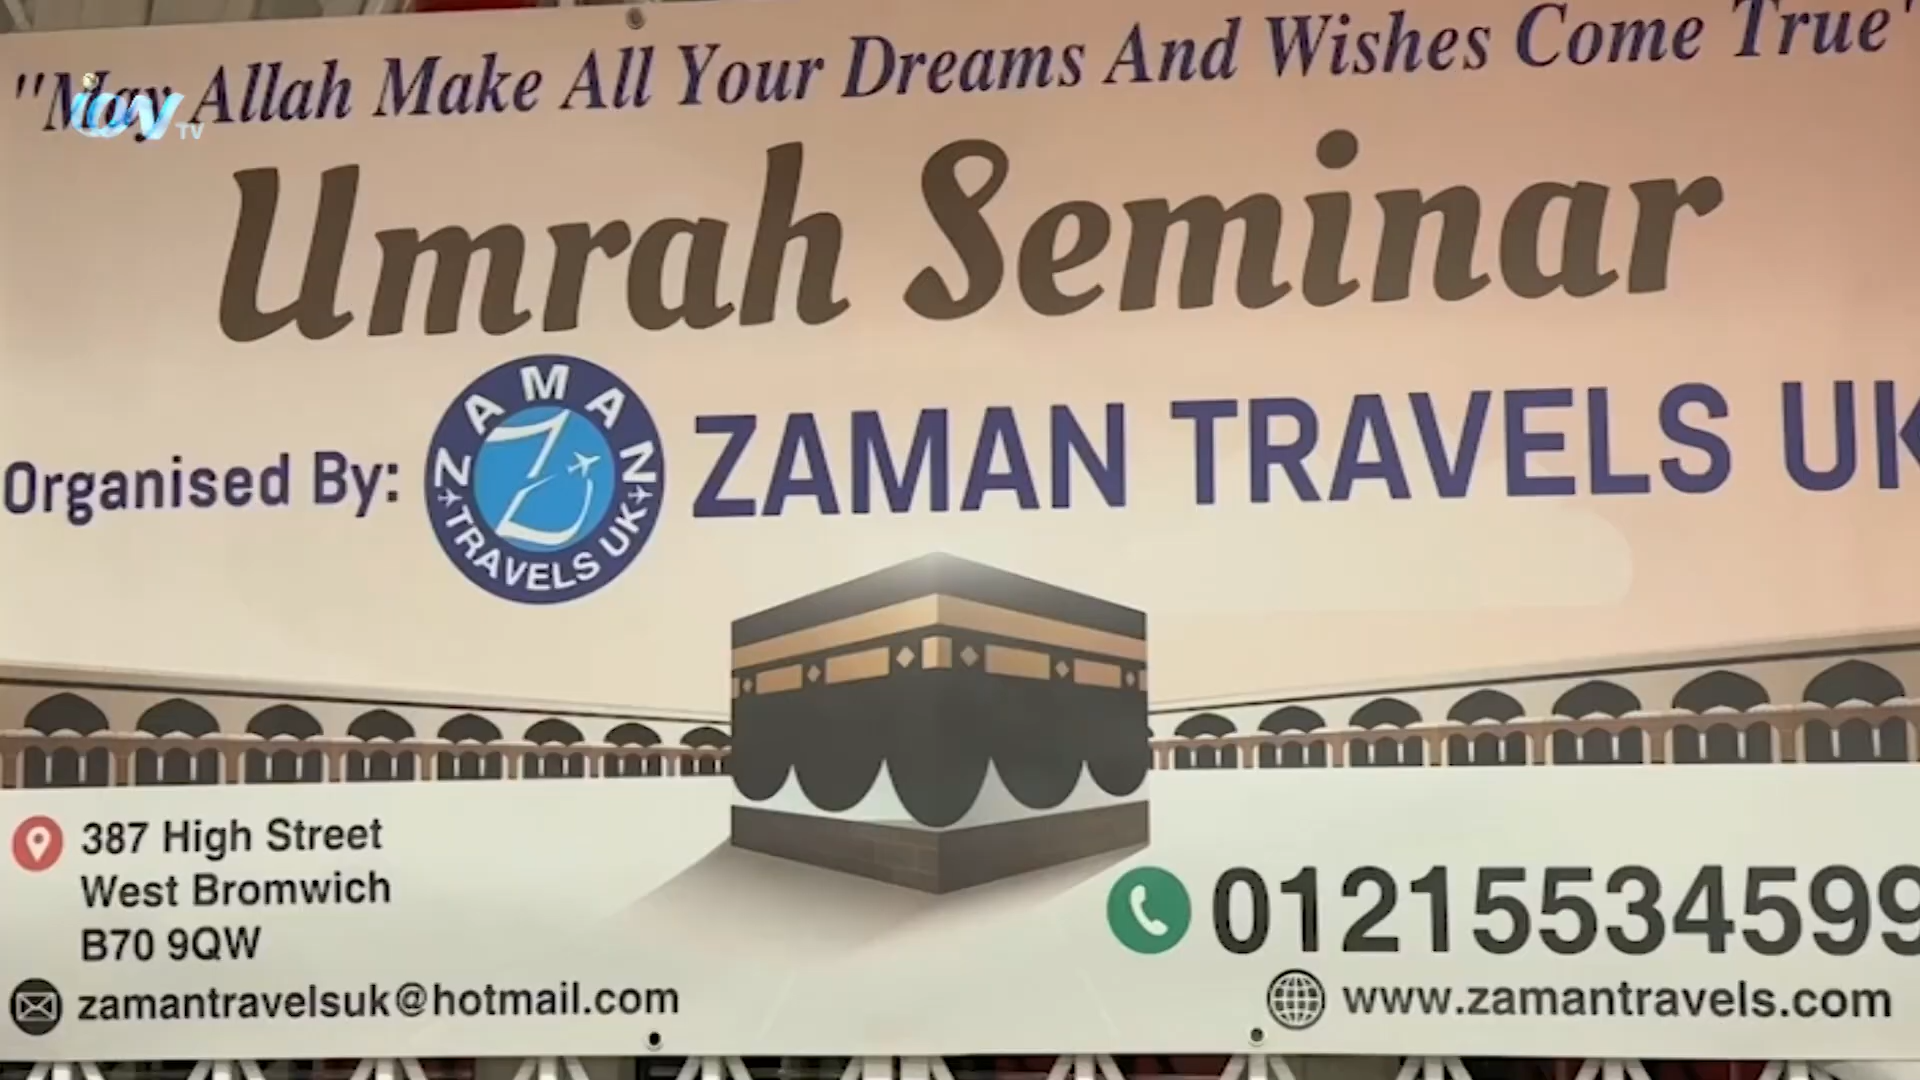 "May Allah Make All Your Dreams And Wishes Come True"
Umrah Seminar
Organised By:
ZAMAN
TRAVELS UK
ZAMAN TRAVELS UK
387 High Street
West Bromwich
B70 9QW
zamantravelsuk@hotmail.com
01215534599
www.zamantravels.com
TV